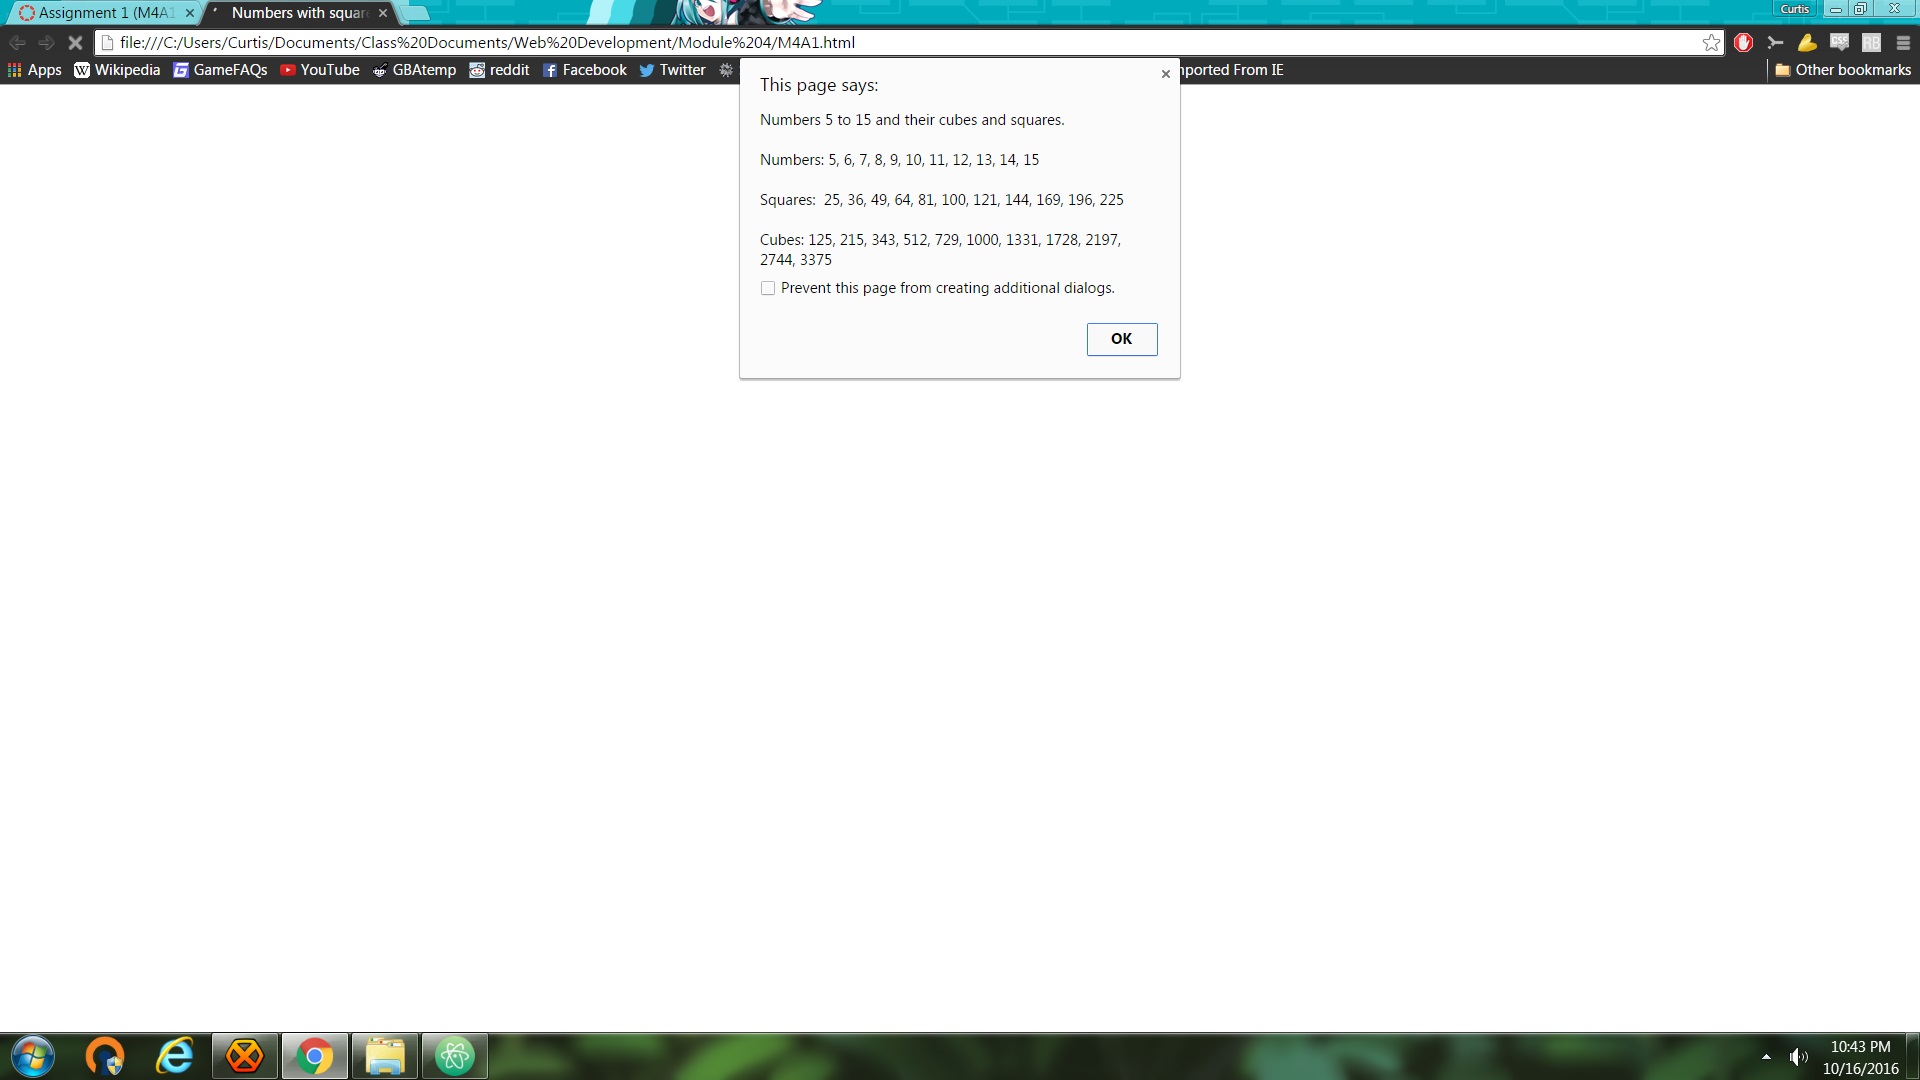 Assignment 1 (M4A1
Numbers with square
Curtis
file:///C:/Users/Curtis/Documents/Class%20Documents/Web%20Development/Module%204/M4A1.html
Apps Wikipedia GameFAQs YouTube GBAtemp reddit Facebook Twitter mported From IE Other bookmarks
This page says:
Numbers 5 to 15 and their cubes and squares.
Numbers: 5, 6, 7, 8, 9, 10, 11, 12, 13, 14, 15
Squares:  25, 36, 49, 64, 81, 100, 121, 144, 169, 196, 225
Cubes: 125, 215, 343, 512, 729, 1000, 1331, 1728, 2197,
2744, 3375
Prevent this page from creating additional dialogs.
OK
10:43 PM
10/16/2016